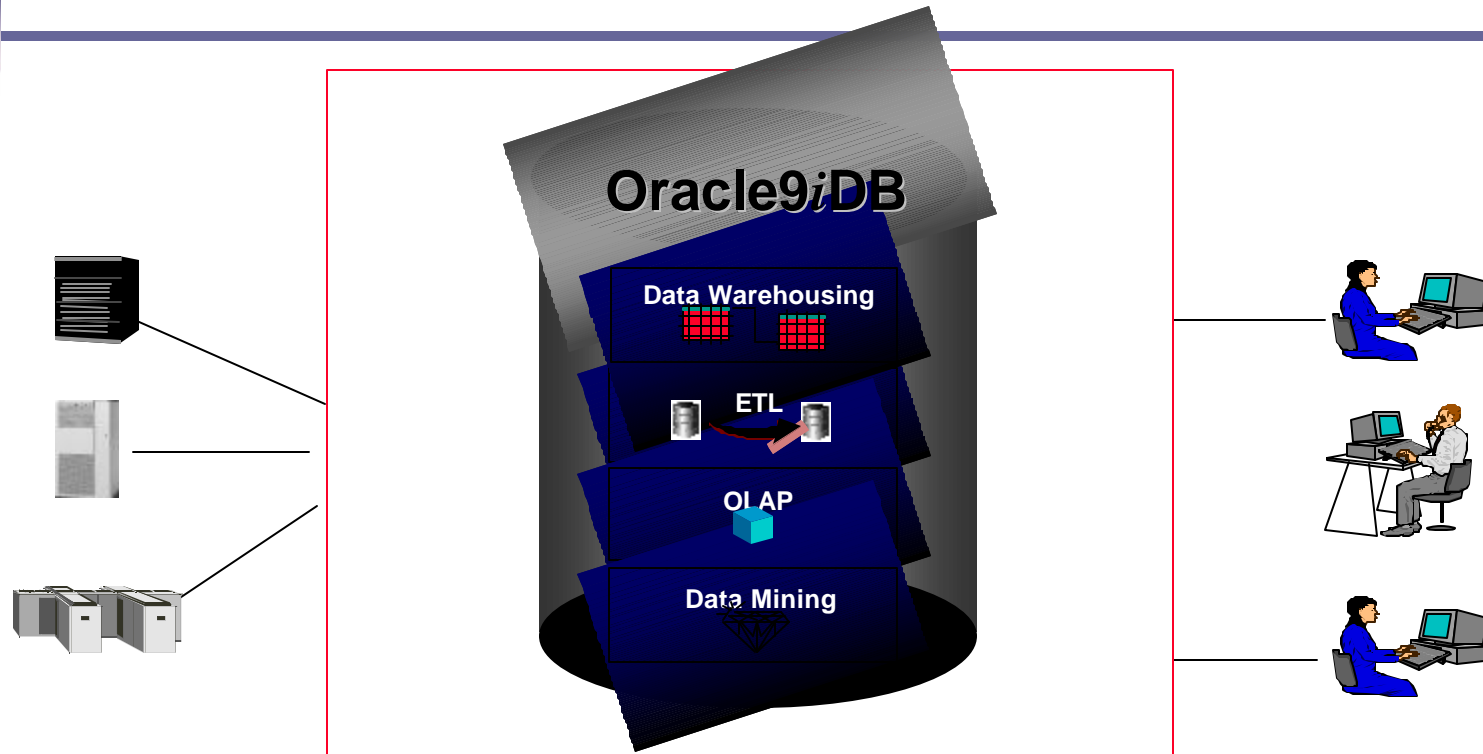 Oracle9iDB
Data Warehousing
ETL
OLAP
Data Mining